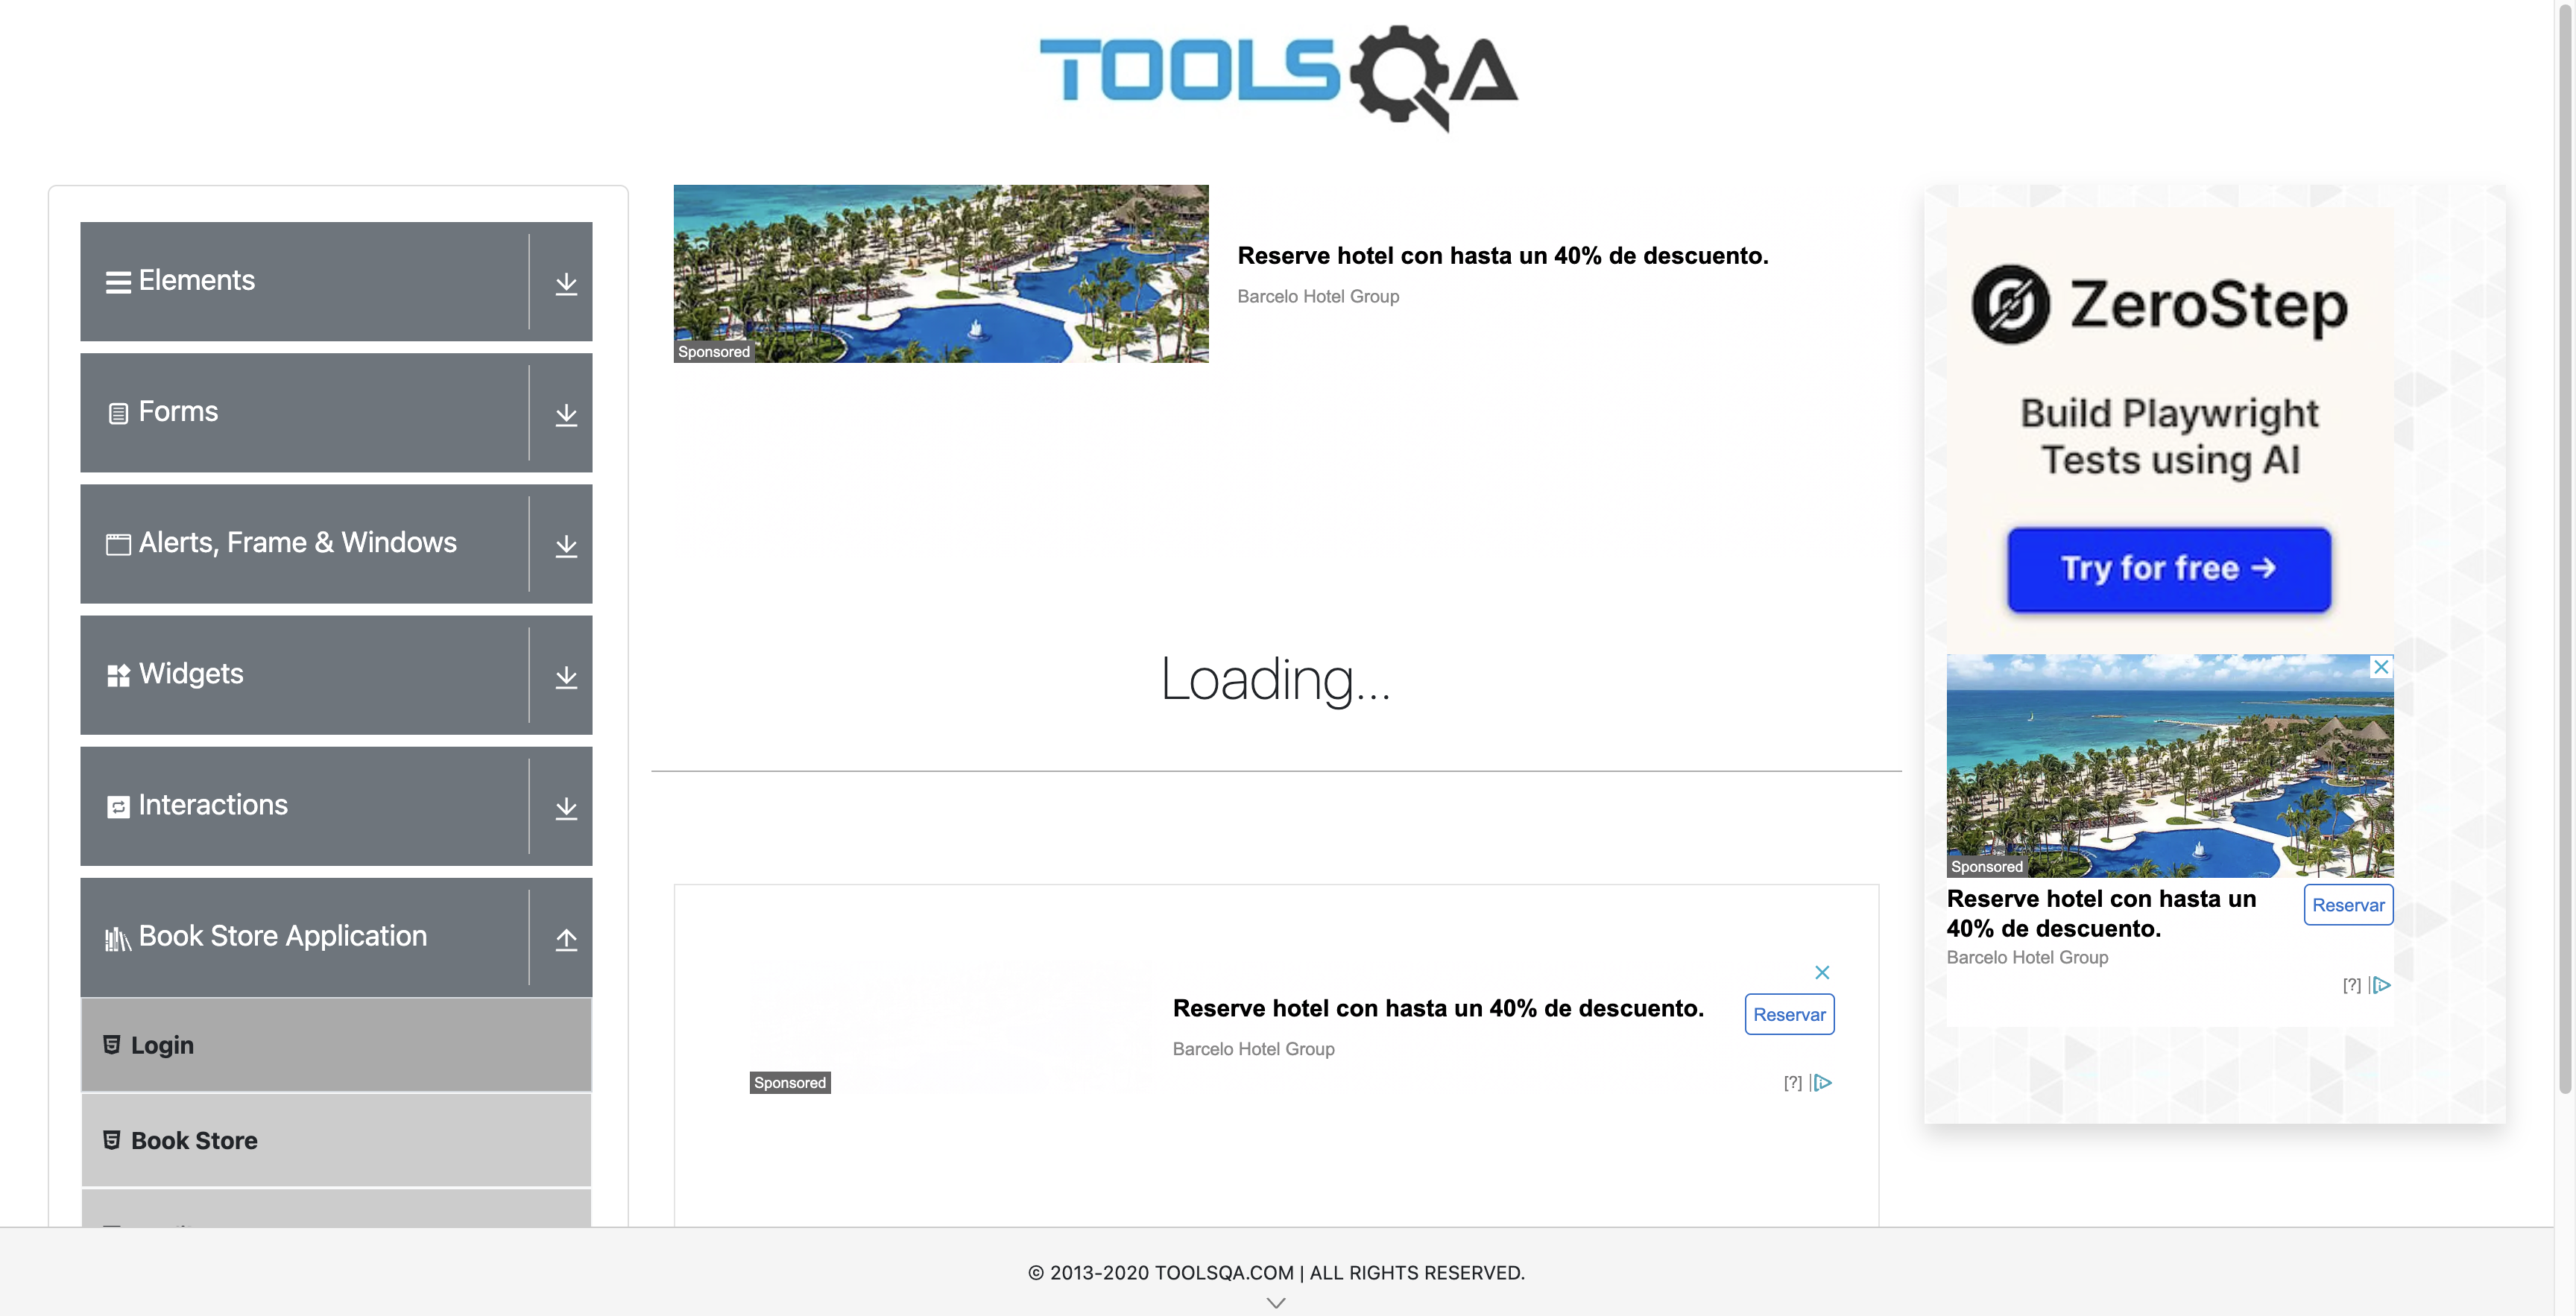 TOOLSQA
Elements
Forms
Alerts, Frame & Windows
Widgets
Interactions
Book Store Application
Login
Book Store
Reserve hotel con hasta un 40% de descuento.
Barcelo Hotel Group
Sponsored
Loading...
Reserve hotel con hasta un 40% de descuento.
Reservar
Barcelo Hotel Group
Sponsored
[?]
ZeroStep
Build Playwright
Tests using AI
Try for free →
Sponsored
Reserve hotel con hasta un
40% de descuento.
Reservar
Barcelo Hotel Group
[?]
© 2013-2020 TOOLSQA.COM | ALL RIGHTS RESERVED.